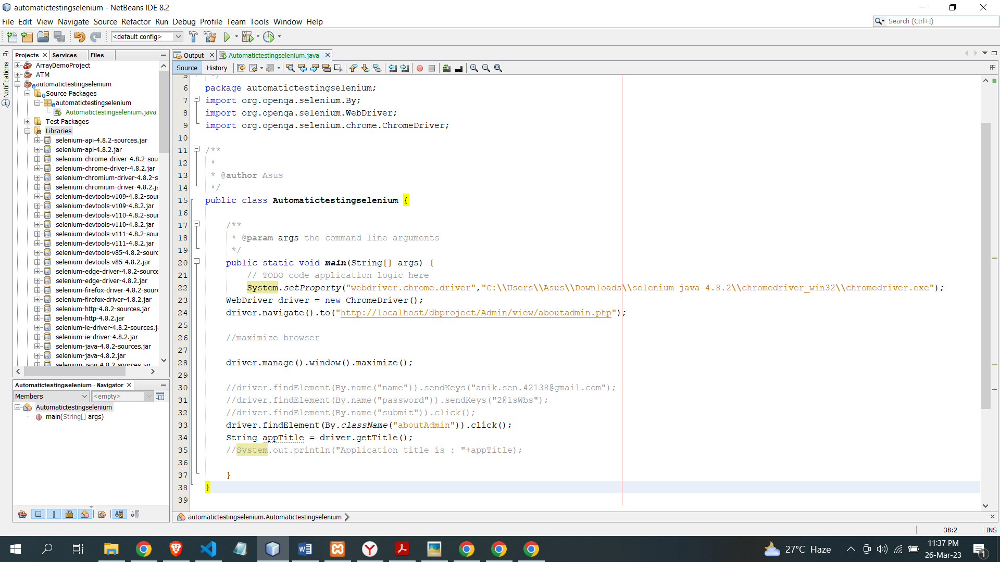 automatictestingselenium - NetBeans IDE 8.2
File Edit View Navigate Source Refactor Run Debug Profile Team Tools Window Help
Search (Ctrl+I)
<default config>
Projects Services Files
Output Automatictestingselenium.java
Source History
Notifications
ArrayDemoProject
ATM
automatictestingselenium
Source Packages
automatictestingselenium
Automatictestingselenium.java
Test Packages
Libraries
selenium-api-4.8.2-sources.jar
selenium-api-4.8.2.jar
selenium-chrome-driver-4.8.2-sou
selenium-chrome-driver-4.8.2.jar
selenium-chromium-driver-4.8.2-s
selenium-chromium-driver-4.8.2.ja
selenium-devtools-v109-4.8.2-sour
selenium-devtools-v109-4.8.2.jar
selenium-devtools-v110-4.8.2-sour
selenium-devtools-v110-4.8.2.jar
selenium-devtools-v111-4.8.2-sour
selenium-devtools-v111-4.8.2.jar
selenium-devtools-v85-4.8.2-sourc
selenium-devtools-v85-4.8.2.jar
selenium-edge-driver-4.8.2-source
selenium-edge-driver-4.8.2.jar
selenium-firefox-driver-4.8.2-sourc
selenium-firefox-driver-4.8.2.jar
selenium-http-4.8.2-sources.jar
selenium-http-4.8.2.jar
selenium-ie-driver-4.8.2-sources.ja
selenium-ie-driver-4.8.2.jar
selenium-java-4.8.2-sources.jar
selenium-java-4.8.2.jar
selenium-json-4.8.2-sources.jar
Automatictestingselenium - Navigator
Members <empty>
Automatictestingselenium
main(String[] args)
5 */
6 package automatictestingselenium;
7 import org.openqa.selenium.By;
8 import org.openqa.selenium.WebDriver;
9 import org.openqa.selenium.chrome.ChromeDriver;
10
11 /**
12 *
13 * @author Asus
14 */
15 public class Automatictestingselenium {
16
17 /**
18 * @param args the command line arguments
19 */
20 public static void main(String[] args) {
21 // TODO code application logic here
22 System.setProperty("webdriver.chrome.driver","C:\\Users\\Asus\\Downloads\\selenium-java-4.8.2\\chromedriver_win32\\chromedriver.exe");
23 WebDriver driver = new ChromeDriver();
24 driver.navigate().to("http://localhost/dbproject/Admin/view/aboutadmin.php");
25
26 //maximize browser
27
28 driver.manage().window().maximize();
29
30 //driver.findElement(By.name("name")).sendKeys("anik.sen.42138@gmail.com");
31 //driver.findElement(By.name("password")).sendKeys("2@1sWbs");
32 //driver.findElement(By.name("submit")).click();
33 driver.findElement(By.className("aboutAdmin")).click();
34 String appTitle = driver.getTitle();
35 //System.out.println("Application title is : "+appTitle);
36
37 }
38 }
39
automatictestingselenium.Automatictestingselenium
38:2 INS
27°C Haze
11:37 PM
26-Mar-23
1